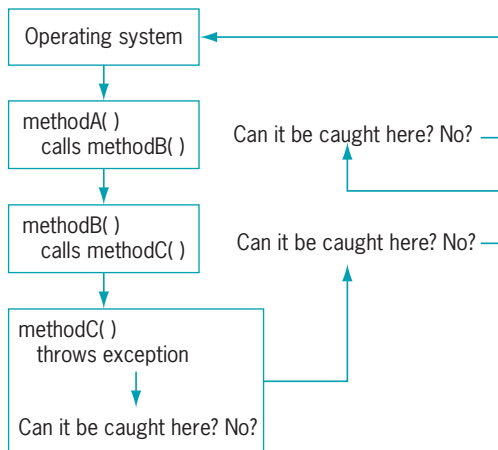 Operating system
methodA( )
calls methodB( )
Can it be caught here? No?
methodB( )
calls methodC( )
Can it be caught here? No?
methodC( )
throws exception
Can it be caught here? No?